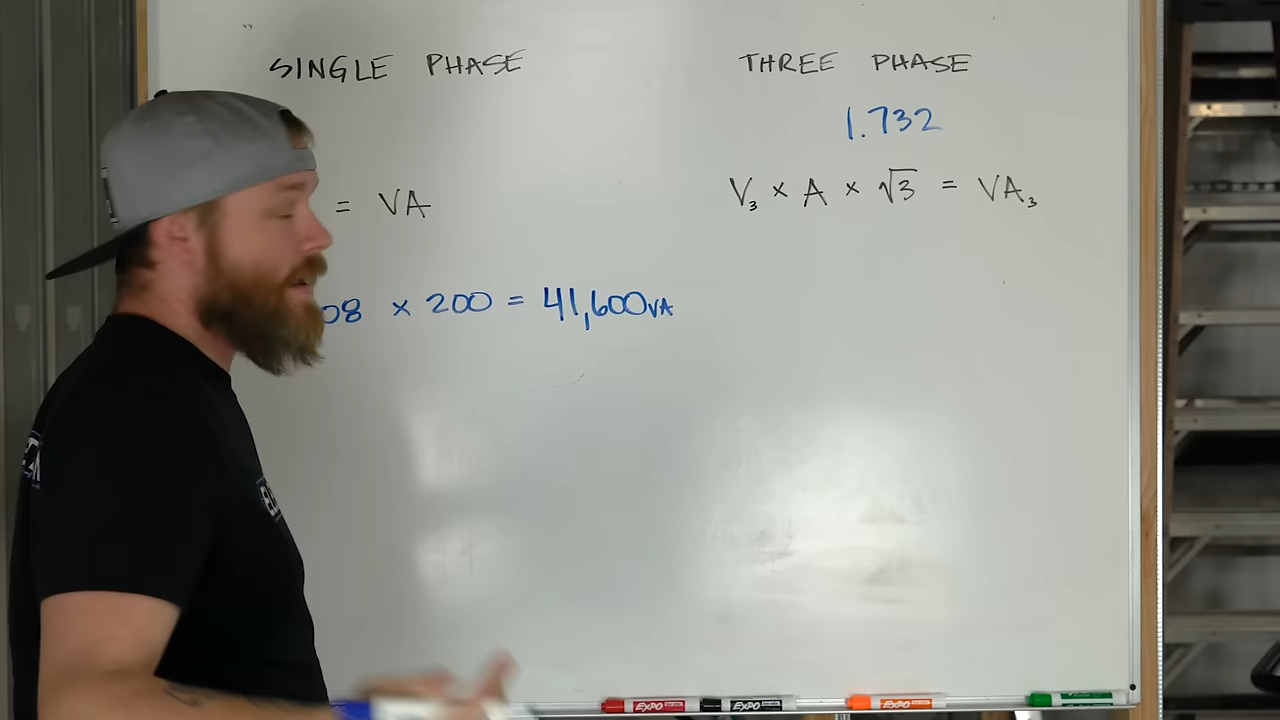 SINGLE PHASE
= VA
08 × 200 = 41,600VA
THREE PHASE
1.732
V₃ × A × √3 = VA₃
EXPO
EXPO
EXPO